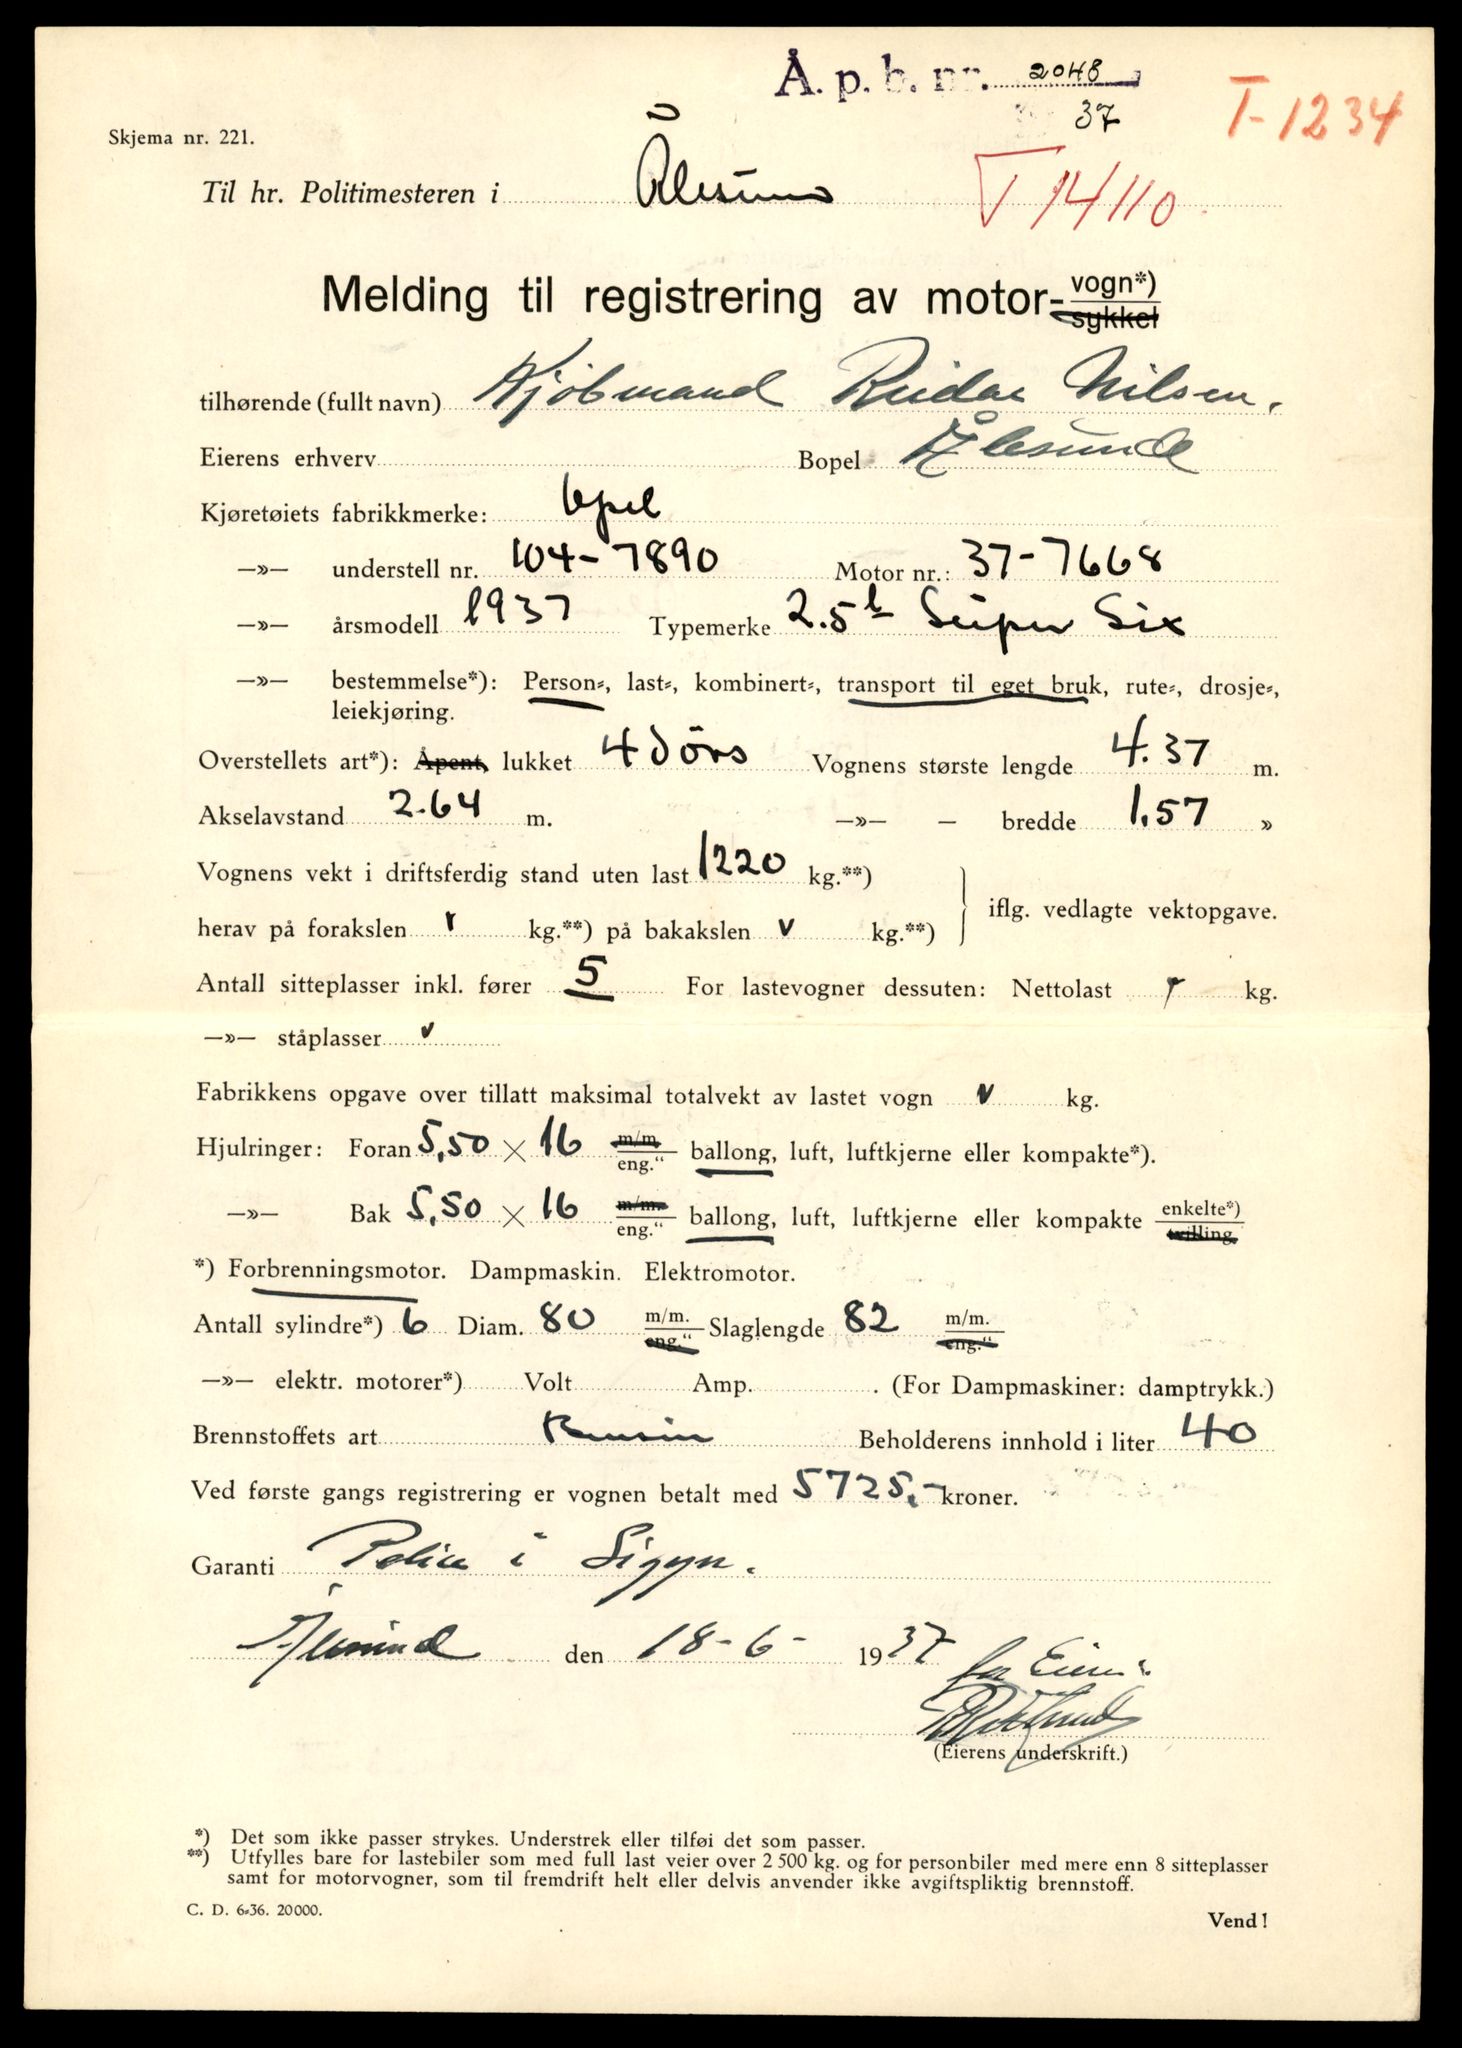 Å. p. b. nr. 2048
37
T-1234
Skjema nr. 221.
Til hr. Politimesteren i Ålesund
T 14110
Melding til registrering av motor- vogn*)
sykkel
tilhørende (fullt navn) Kjøbmand Reidar Nilsen.
Eierens erhverv Bopel Ålesund
Kjøretøiets fabrikkmerke: Opel
—»— understell nr. 104-7890 Motor nr.: 37-7668
—»— årsmodell 1937 Typemerke 2.5 l Super Six
—»— bestemmelse*): Person-, last-, kombinert-, transport til eget bruk, rute-, drosje-,
leiekjøring.
Overstellets art*): Åpent, lukket 4 dörs Vognens største lengde 4.37 m.
Akselavstand 2.64 m. —»— — bredde 1.57 »
Vognens vekt i driftsferdig stand uten last 1220 kg.**)
herav på forakslen v kg.**) på bakakslen v kg.**) iflg. vedlagte vektopgave.
Antall sitteplasser inkl. fører 5 For lastevogner dessuten: Nettolast kg.
—»— ståplasser v
Fabrikkens opgave over tillatt maksimal totalvekt av lastet vogn v kg.
Hjulringer: Foran 5,50 × 16 m/m. eng.“ ballong, luft, luftkjerne eller kompakte*).
—»— Bak 5,50 × 16 m/m. eng.“ ballong, luft, luftkjerne eller kompakte enkelte*) tvilling.
*) Forbrenningsmotor. Dampmaskin. Elektromotor.
Antall sylindre*) 6 Diam. 80 m/m. eng.“ Slaglengde 82 m/m. eng.“
—»— elektr. motorer*) Volt Amp. . (For Dampmaskiner: damptrykk.)
Brennstoffets art Bensin Beholderens innhold i liter 40
Ved første gangs registrering er vognen betalt med 5725,- kroner.
Garanti Police i Sigyn.
Ålesund den 18-6- 1937
for Eieren:
(Eierens underskrift.)
*) Det som ikke passer strykes. Understrek eller tilføi det som passer.
**) Utfylles bare for lastebiler som med full last veier over 2 500 kg. og for personbiler med mere enn 8 sitteplasser
samt for motorvogner, som til fremdrift helt eller delvis anvender ikke avgiftspliktig brennstoff.
C. D. 6-36. 20000.
Vend!